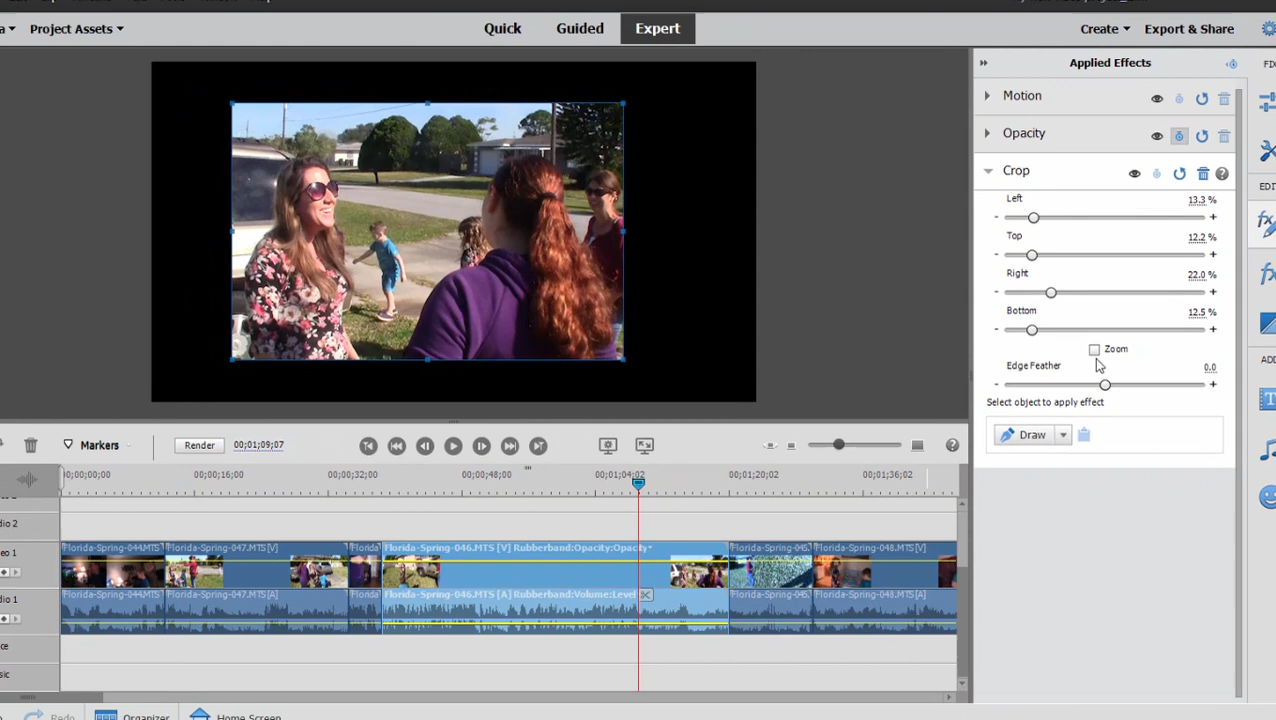 Project Assets
Quick
Guided
Expert
Create
Export & Share
Applied Effects
Motion
Opacity
Crop
Left
13.3 %
Top
12.2 %
Right
22.0 %
Bottom
12.5 %
Zoom
Edge Feather
0.0
Select object to apply effect
Draw
EDI
ADD
Markers
Render
00;01;09;07
00;00;00
00;00;16;00
00;00;32;00
00;00;48;00
00;01;04;02
00;01;20;02
00;01;36;02
dio 2
eo 1
Florida-Spring-044.MTS
Florida-Spring-047.MTS [V]
Florida
Florida-Spring-046.MTS [V] Rubberband:Opacity:Opacity
Florida-Spring-045.
Florida-Spring-048.MTS [V]
dio 1
Florida-Spring-044.MTS
Florida-Spring-047.MTS [A]
Florida
Florida-Spring-046.MTS [A] Rubberband:Volume:Level
Florida-Spring-045.
Florida-Spring-048.MTS [A]
ce
sic
Redo
Organizer
Home Screen